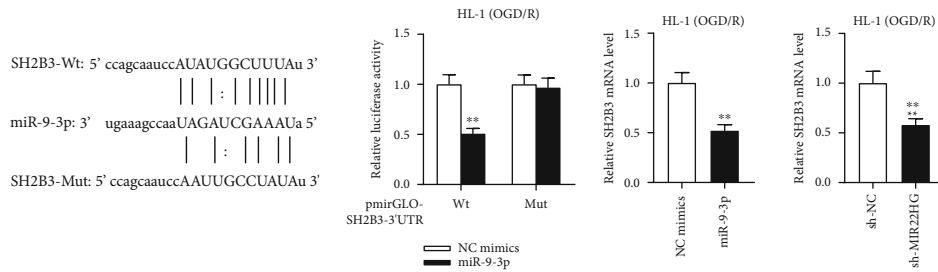 SH2B3-Wt: 5' ccagcaauccAUAUGGCUUUAu 3'
:
miR-9-3p: 3' ugaaagccaaUAGAUCGAAAUa 5'
:
SH2B3-Mut: 5' ccagcaauccAAUUGCCUAUAu 3'
HL-1 (OGD/R)
Relative luciferase activity
1.5
1.0
0.5
0.0
**
pmirGLO-
SH2B3-3'UTR
Wt
Mut
NC mimics
miR-9-3p
HL-1 (OGD/R)
Relative SH2B3 mRNA level
1.5
1.0
0.5
0.0
**
NC mimics
miR-9-3p
HL-1 (OGD/R)
Relative SH2B3 mRNA level
1.5
1.0
0.5
0.0
**
**
sh-NC
sh-MIR22HG